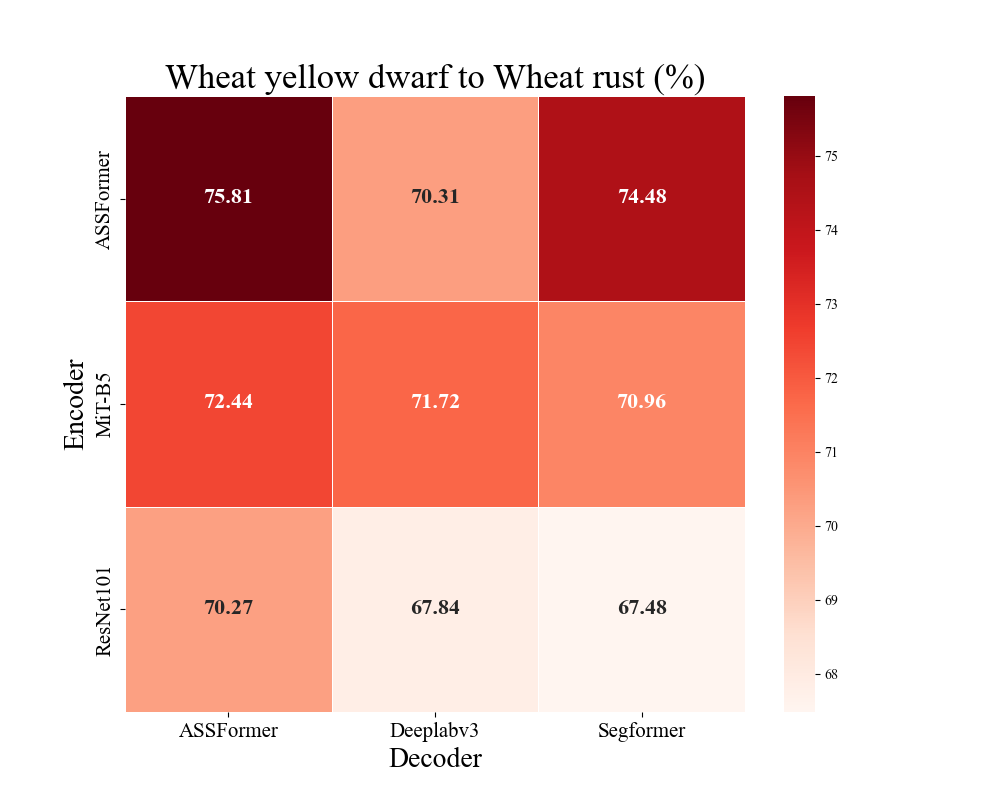 Wheat yellow dwarf to Wheat rust (%)
Encoder
ASSFormer
75.81 70.31 74.48
MiT-B5
72.44 71.72 70.96
ResNet101
70.27 67.84 67.48
ASSFormer Deeplabv3 Segformer
Decoder
75
74
73
72
71
70
69
68